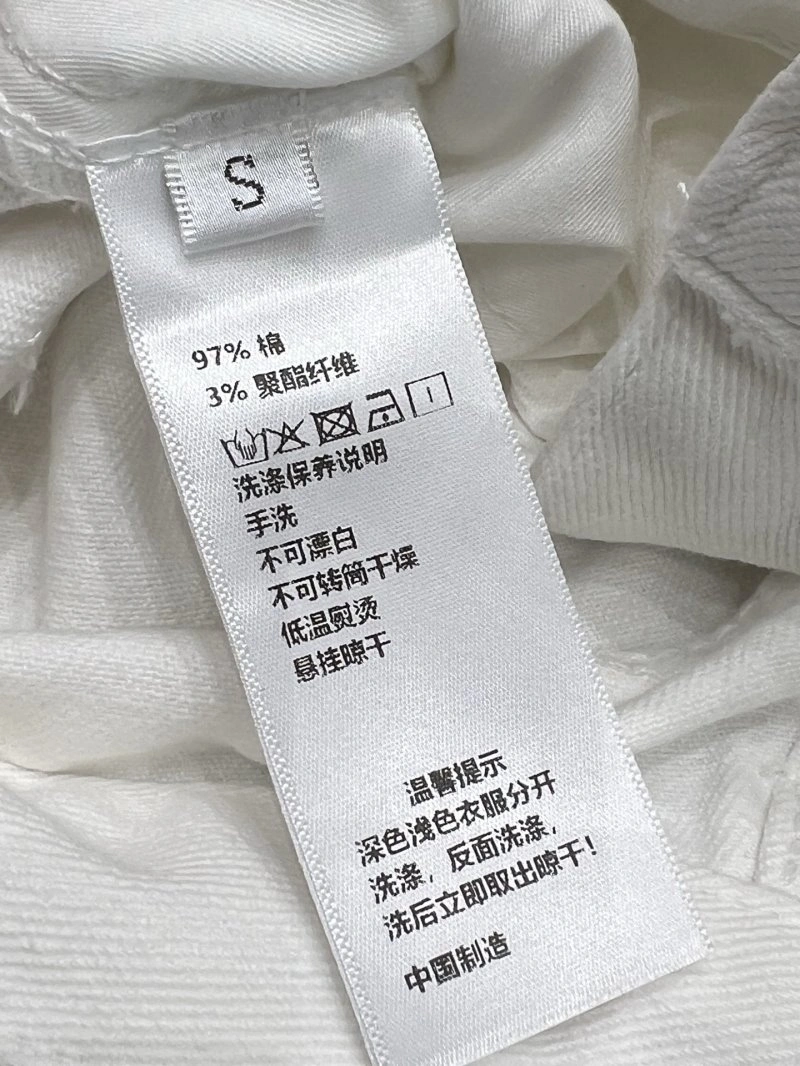 S
97% 棉
3% 聚酯纤维
洗涤保养说明
手洗
不可漂白
不可转筒干燥
低温熨烫
悬挂晾干
温馨提示
深色浅色衣服分开
洗涤，反面洗涤，
洗后立即取出晾干！
中国制造